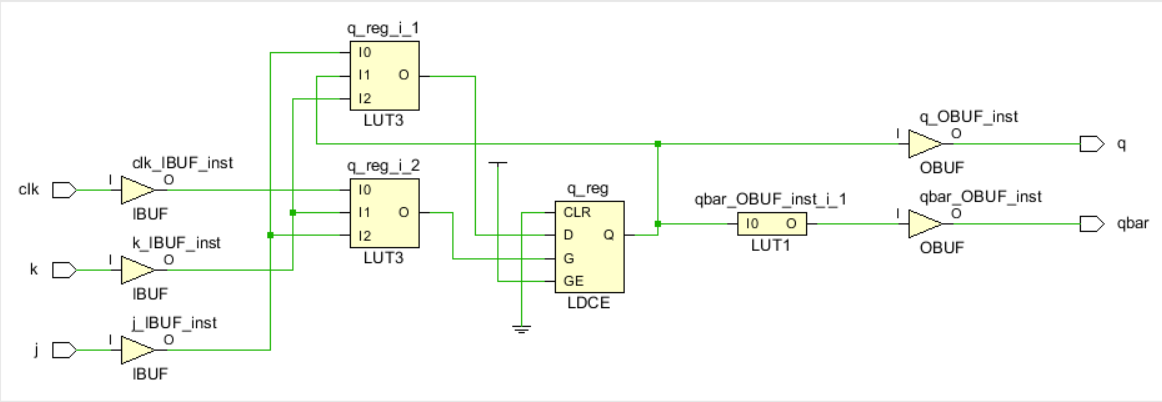 q_reg_i_1
I0
I1 O
I2
LUT3
clk_IBUF_inst
clk
I O
IBUF
k_IBUF_inst
k
I O
IBUF
j_IBUF_inst
j
I O
IBUF
q_reg_i_2
I0
I1 O
I2
LUT3
q_reg
CLR
D Q
G
GE
LDCE
qbar_OBUF_inst_i_1
I0 O
LUT1
q_OBUF_inst
I O
q
OBUF
qbar_OBUF_inst
I O
qbar
OBUF